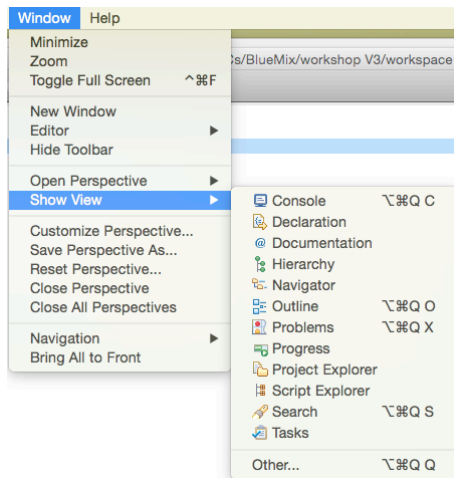 Window Help
Minimize
Zoom
Toggle Full Screen ^⌘F
s/BlueMix/workshop V3/workspace
New Window
Editor ▶
Hide Toolbar
Open Perspective ▶
Show View ▶
Customize Perspective...
Save Perspective As...
Reset Perspective...
Close Perspective
Close All Perspectives
Navigation ▶
Bring All to Front
Console ⌥⌘Q C
Declaration
@ Documentation
Hierarchy
Navigator
Outline ⌥⌘Q O
Problems ⌥⌘Q X
Progress
Project Explorer
Script Explorer
Search ⌥⌘Q S
Tasks
Other... ⌥⌘Q Q